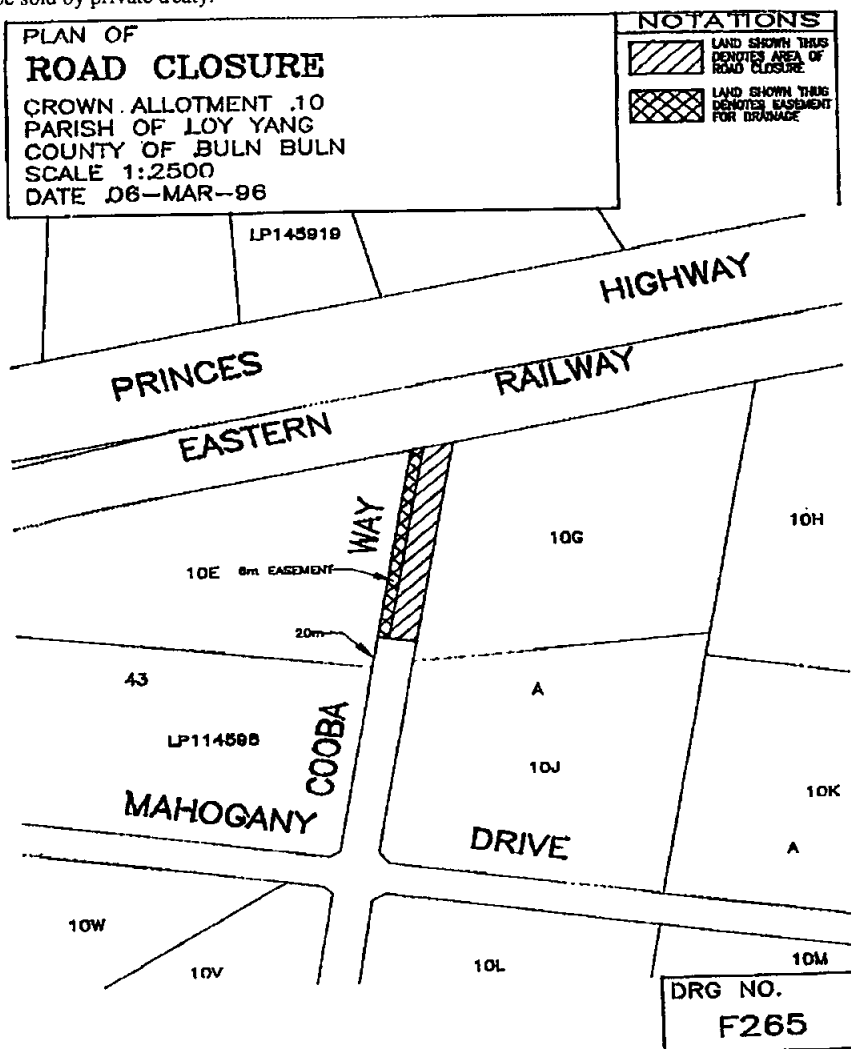 be sold by private treaty.
PLAN OF
ROAD CLOSURE
CROWN ALLOTMENT 10
PARISH OF LOY YANG
COUNTY OF BULN BULN
SCALE 1:2500
DATE 06-MAR-96
NOTATIONS
LAND SHOWN THUS
DENOTES AREA OF
ROAD CLOSURE
LAND SHOWN THUS
DENOTES EASEMENT
FOR DRAINAGE
LP145919
PRINCES HIGHWAY
EASTERN RAILWAY
WAY
10G
10H
10E 6m EASEMENT
20m
43
A
LP114598
COOBA
10J
10K
MAHOGANY DRIVE
A
10W
10V
10L
10M
DRG NO.
F265